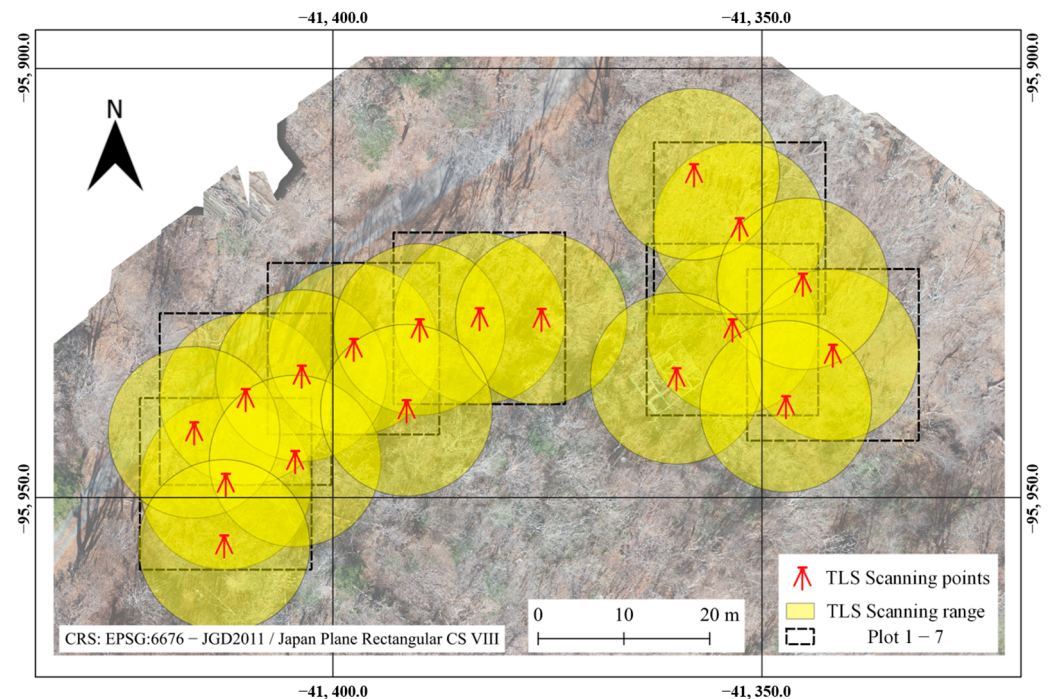 −41, 400.0
−41, 350.0
−95, 900.0
−95, 900.0
N
−95, 950.0
−95, 950.0
TLS Scanning points
TLS Scanning range
Plot 1 − 7
0 10 20 m
CRS: EPSG:6676 − JGD2011 / Japan Plane Rectangular CS VIII
−41, 400.0
−41, 350.0